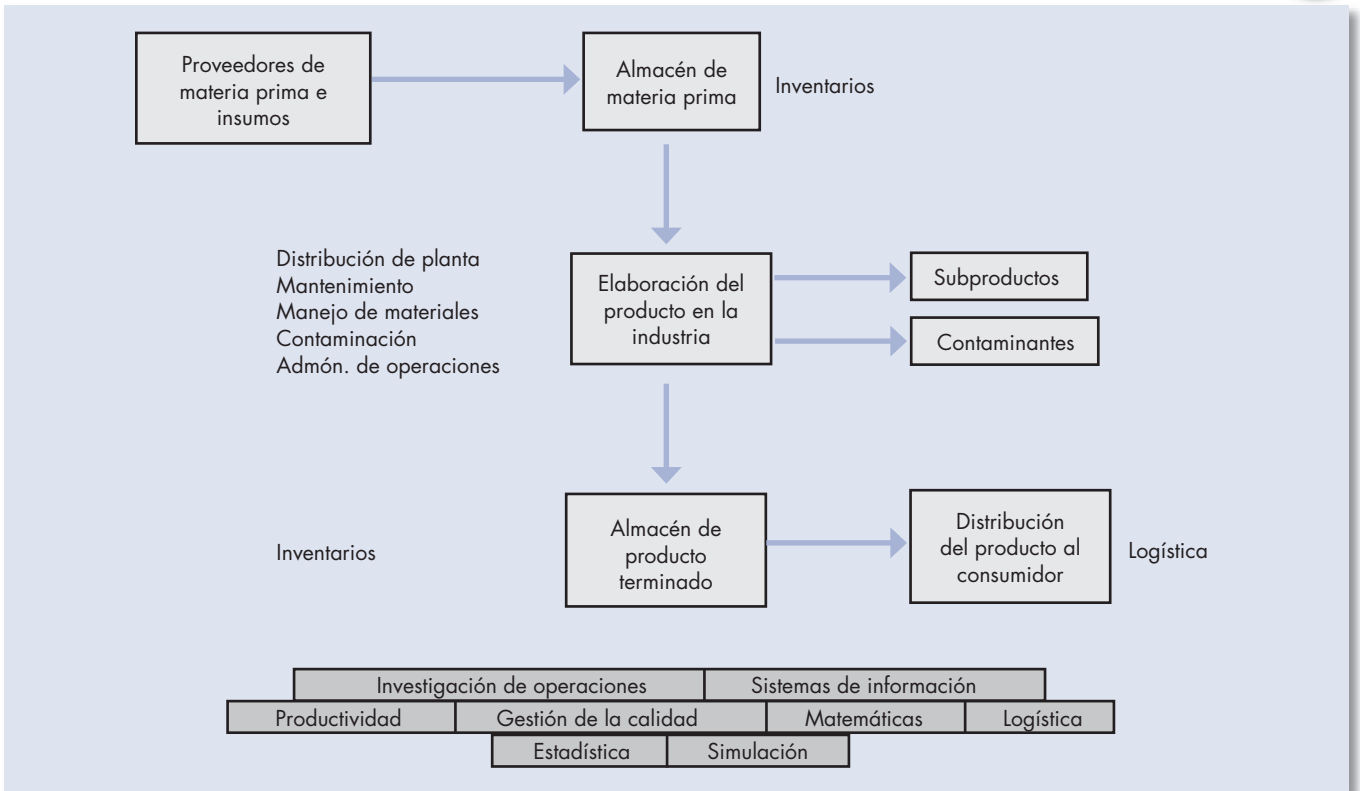 Proveedores de
materia prima e
insumos
Almacén de
materia prima
Inventarios
Distribución de planta
Mantenimiento
Manejo de materiales
Contaminación
Admón. de operaciones
Elaboración del
producto en la
industria
Subproductos
Contaminantes
Inventarios
Almacén de
producto
terminado
Distribución
del producto al
consumidor
Logística
Investigación de operaciones
Sistemas de información
Productividad
Gestión de la calidad
Matemáticas
Logística
Estadística
Simulación